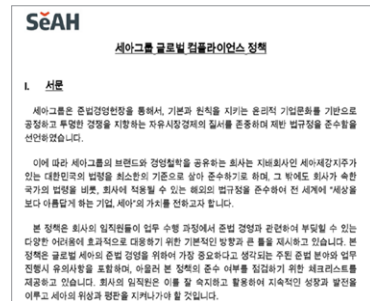 SeAH
세아그룹 글로벌 컴플라이언스 정책
I. 서문
세아그룹은 준법경영헌장을 통해서, 기본과 원칙을 지키는 윤리적 기업문화를 기반으로
공정하고 투명한 경쟁을 지향하는 자유시장경제의 질서를 존중하며 제반 법규정을 준수함을
선언하였습니다.
이에 따라 세아그룹의 브랜드와 경영철학을 공유하는 회사는 지배회사인 세아제강지주가
있는 대한민국의 법령을 최소한의 기준으로 삼아 준수하기로 하며, 그 밖에도 회사가 속한
국가의 법령을 비롯, 회사에 적용될 수 있는 해외의 법규정을 준수하여 전 세계에 "세상을
보다 아름답게 하는 기업, 세아"의 가치를 전하고자 합니다.
본 정책은 회사의 임직원들이 업무 수행 과정에서 준법 경영과 관련하여 부딪힐 수 있는
다양한 어려움에 효과적으로 대응하기 위한 기본적인 방향과 큰 틀을 제시하고 있습니다. 본
정책은 글로벌 세아의 준법 경영을 위하여 가장 중요하다고 생각되는 주된 준법 분야와 업무
진행시 유의사항을 포함하며, 아울러 본 정책의 준수 여부를 점검하기 위한 체크리스트를
제공하고 있습니다. 회사의 임직원은 이를 잘 숙지하고 활용하여 지속적인 성장과 발전을
이루고 세아의 위상과 평판을 지켜나가야 할 것입니다.